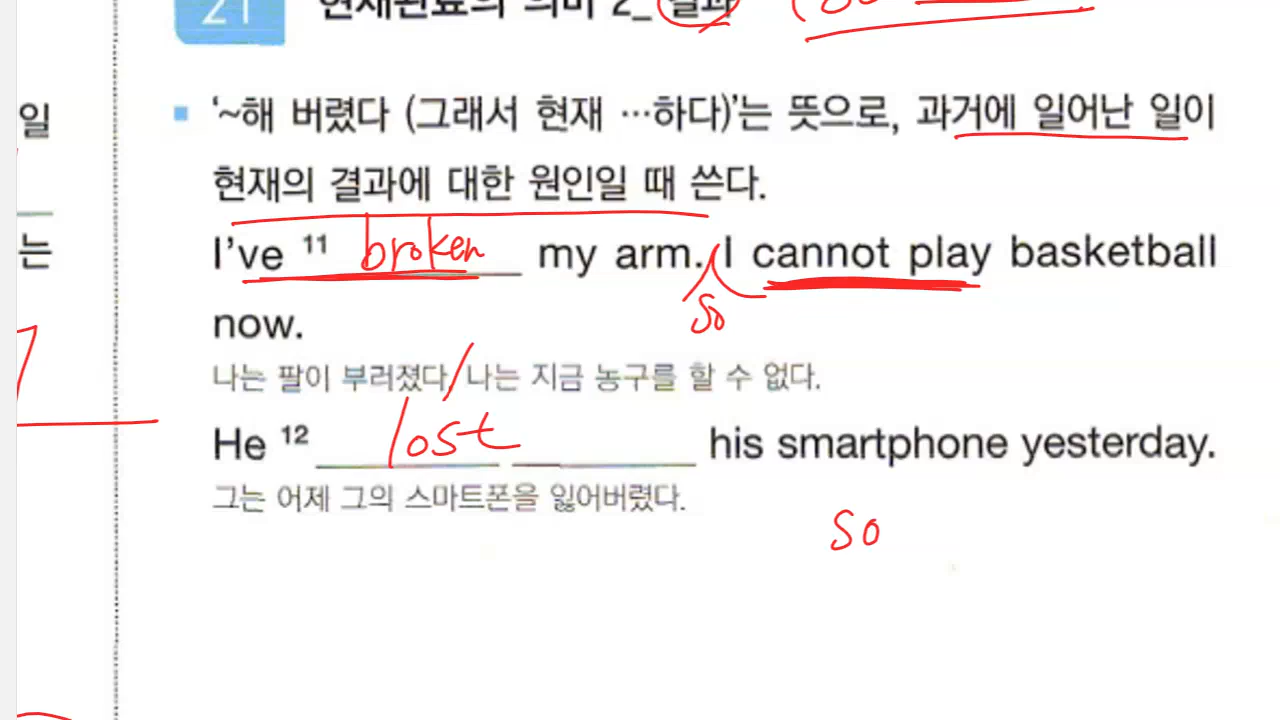 21 현재완료의 의미 2_ 결과
일
'~해 버렸다 (그래서 현재 …하다)'는 뜻으로, 과거에 일어난 일이
현재의 결과에 대한 원인일 때 쓴다.
는
I've 11 broken my arm. I cannot play basketball
so
now.
나는 팔이 부러졌다/나는 지금 농구를 할 수 없다.
He 12 lost his smartphone yesterday.
그는 어제 그의 스마트폰을 잃어버렸다.
so